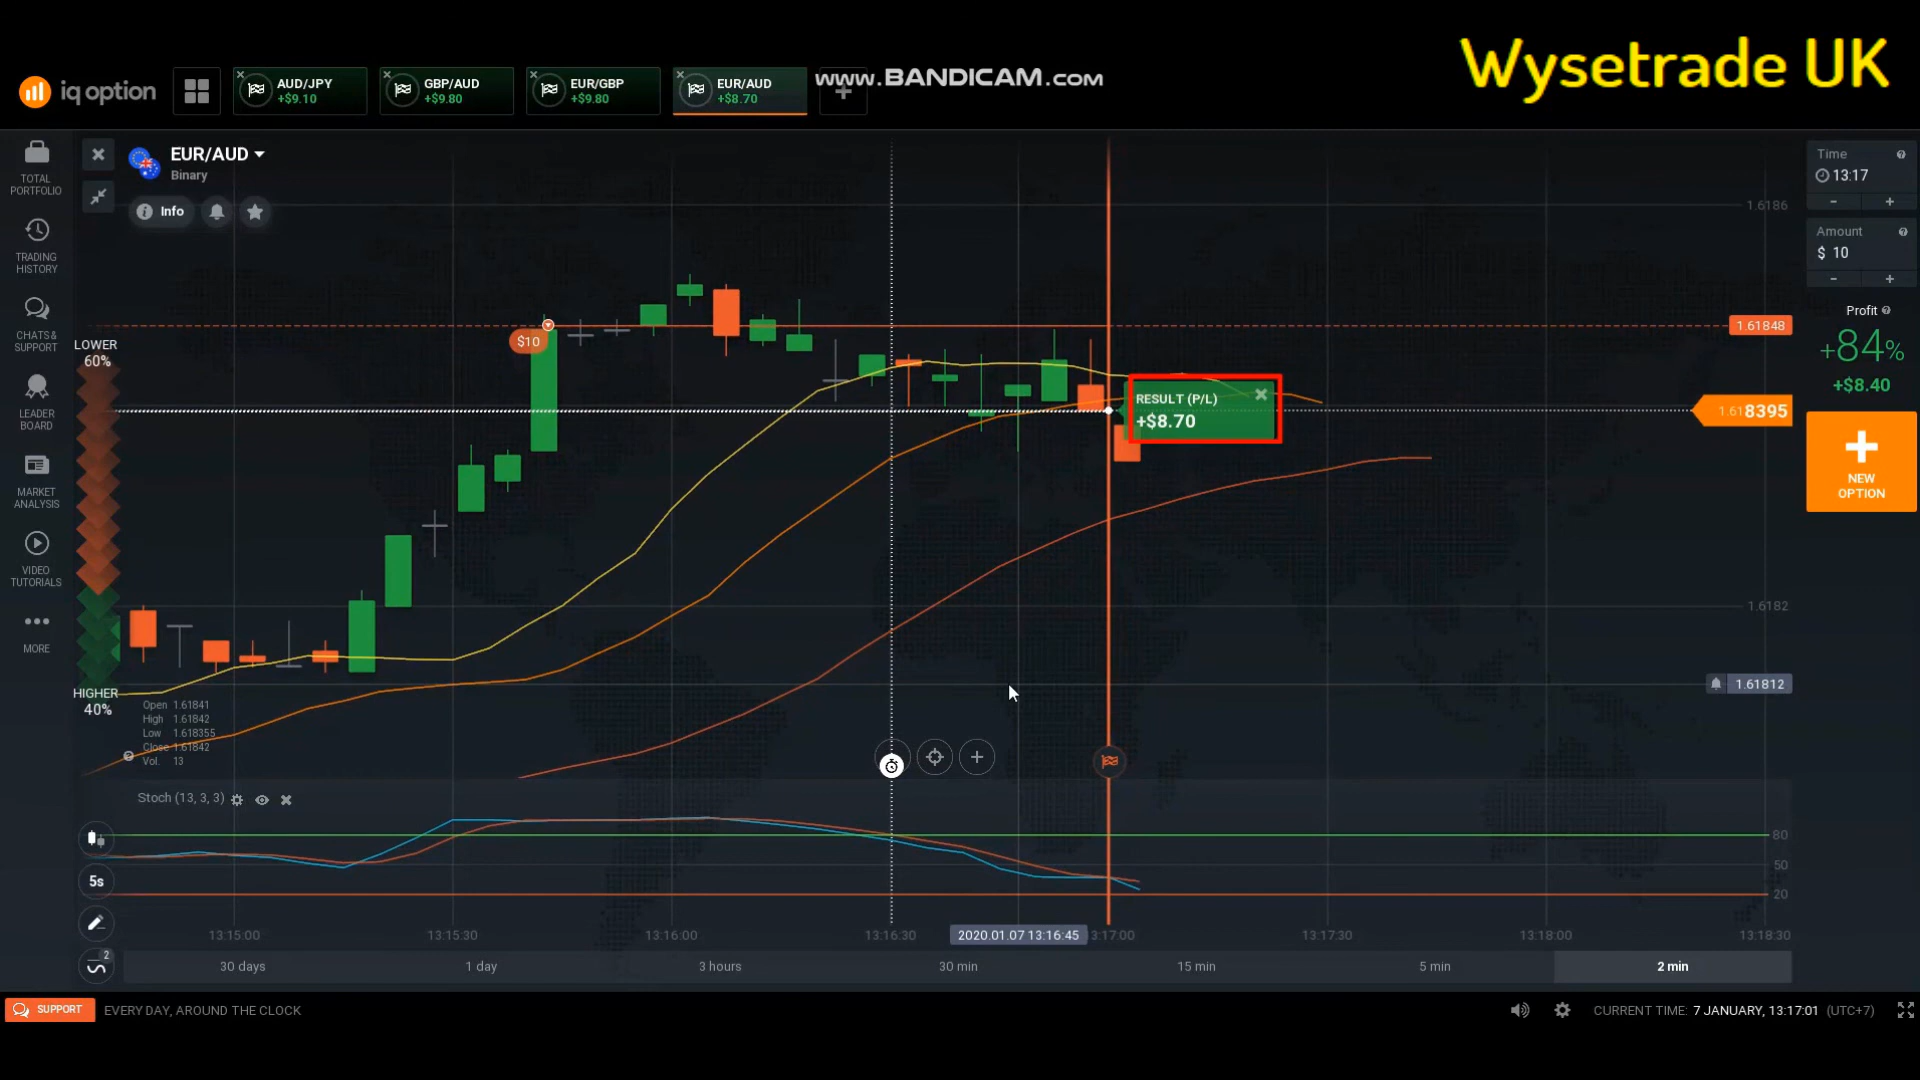 Wysetrade UK
www.BANDICAM.com
iq option
AUD/JPY
+$9.10
GBP/AUD
+$9.80
EUR/GBP
+$9.80
EUR/AUD
+$8.70
TOTAL
PORTFOLIO
TRADING
HISTORY
CHATS &
SUPPORT
LEADER
BOARD
MARKET
ANALYSIS
VIDEO
TUTORIALS
MORE
EUR/AUD
Binary
Info
LOWER
60%
HIGHER
40%
$10
RESULT (P/L)
+$8.70
Open 1.61841
High 1.61842
Low 1.618355
Close 1.61842
Vol. 13
Stoch (13, 3, 3)
5s
2
1.6186
1.61848
1.618395
1.6182
1.61812
80
50
20
13:15:00
13:15:30
13:16:00
13:16:30
2020.01.07 13:16:45
13:17:00
13:17:30
13:18:00
13:18:30
30 days
1 day
3 hours
30 min
15 min
5 min
2 min
Time
13:17
- +
Amount
$ 10
- +
Profit
+84%
+$8.40
NEW
OPTION
SUPPORT
EVERY DAY, AROUND THE CLOCK
CURRENT TIME: 7 JANUARY, 13:17:01 (UTC+7)